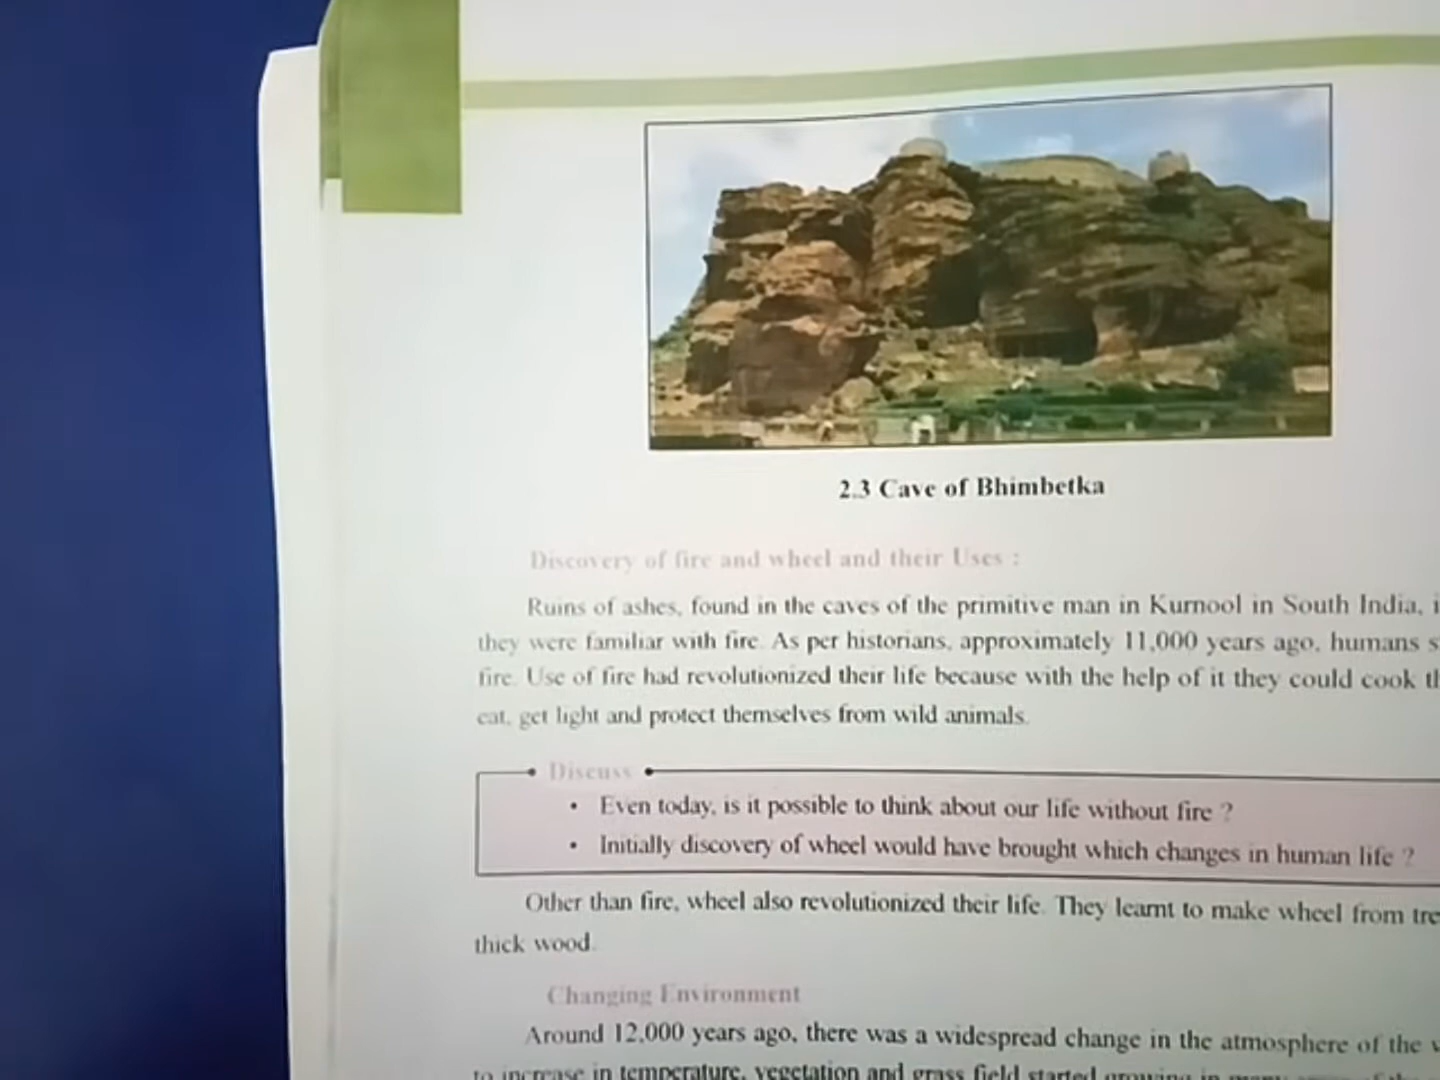 2.3 Cave of Bhimbetka
Discovery of fire and wheel and their Uses :
Ruins of ashes, found in the caves of the primitive man in Kurnool in South India,
they were familiar with fire. As per historians, approximately 11,000 years ago, humans
fire. Use of fire had revolutionized their life because with the help of it they could cook
eat, get light and protect themselves from wild animals.
Discuss
• Even today, is it possible to think about our life without fire ?
• Initially discovery of wheel would have brought which changes in human life ?
Other than fire, wheel also revolutionized their life. They learnt to make wheel from
thick wood.
Changing Environment
Around 12,000 years ago, there was a widespread change in the atmosphere of the
to increase in temperature, vegetation and grass field started growing in many